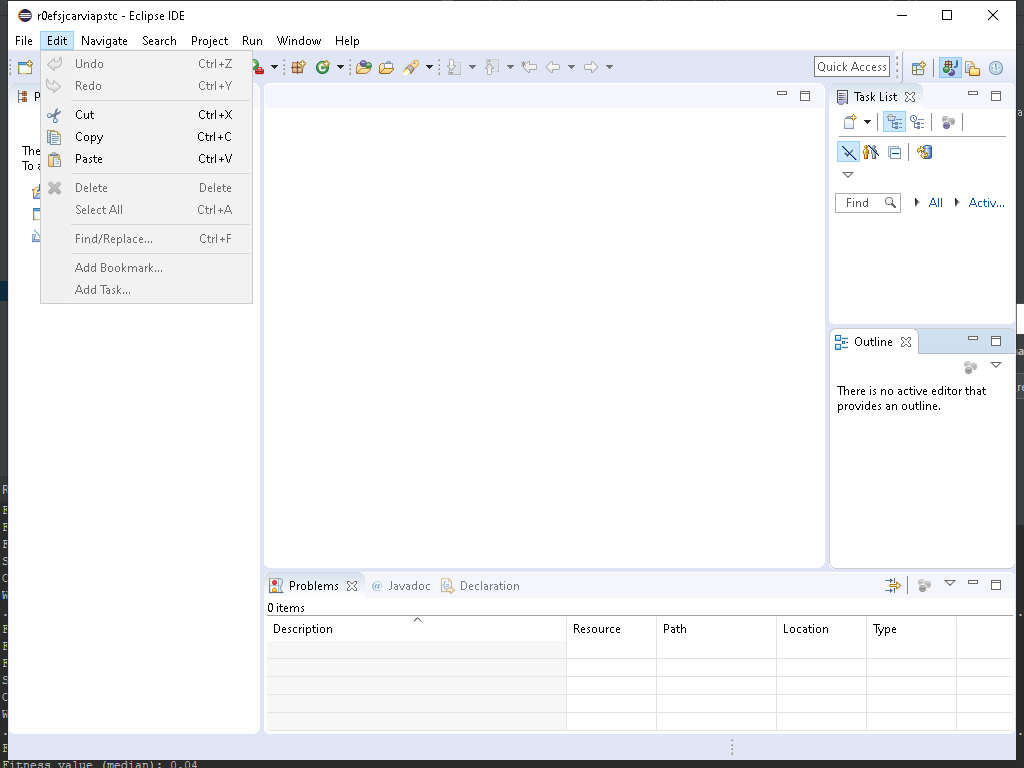 r0efsjcarviapstc - Eclipse IDE
File Edit Navigate Search Project Run Window Help
Undo Ctrl+Z
Redo Ctrl+Y
Cut Ctrl+X
Copy Ctrl+C
Paste Ctrl+V
Delete Delete
Select All Ctrl+A
Find/Replace... Ctrl+F
Add Bookmark...
Add Task...
Quick Access
P
The
To a
Task List
Find All Activ...
Outline
There is no active editor that
provides an outline.
Problems @ Javadoc Declaration
0 items
Description Resource Path Location Type
Fitness value (median): 0.04